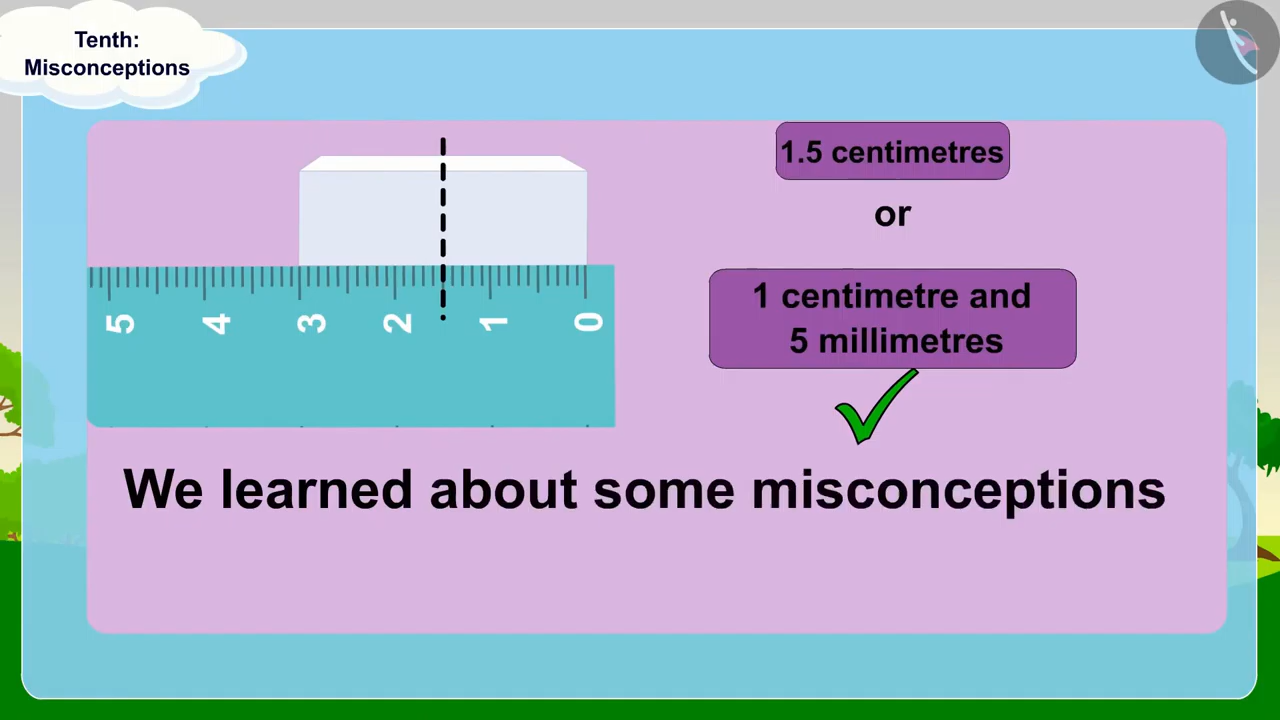 Tenth:
Misconceptions
1.5 centimetres
or
1 centimetre and
5 millimetres
5 4 3 2 1 0
We learned about some misconceptions